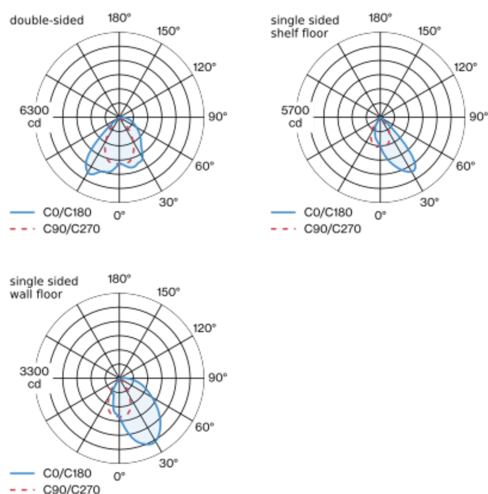 double-sided
180°
150°
120°
90°
60°
30°
0°
6300
cd
C0/C180
C90/C270
single sided
shelf floor
180°
150°
120°
90°
60°
30°
0°
5700
cd
C0/C180
C90/C270
single sided
wall floor
180°
150°
120°
90°
60°
30°
0°
3300
cd
C0/C180
C90/C270